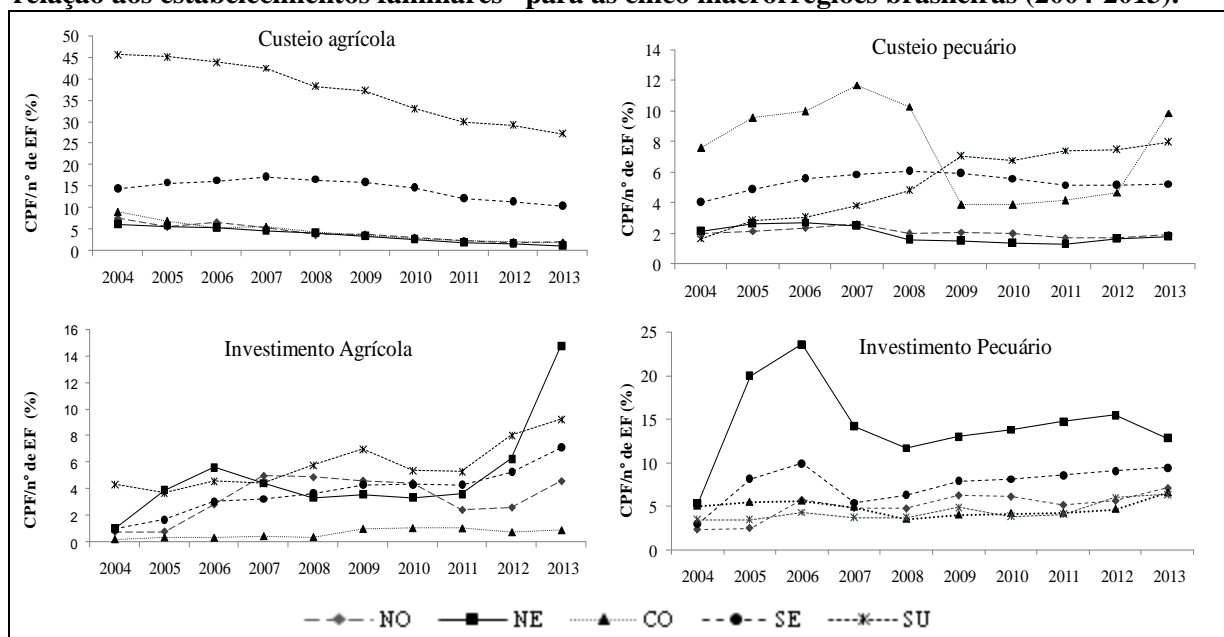 relação aos estabelecimentos familiares para as cinco macrorregiões brasileiras (2004-2013).
Custeio agrícola
CPF/n° de EF (%)
50
45
40
35
30
25
20
15
10
5
0
2004 2005 2006 2007 2008 2009 2010 2011 2012 2013
Custeio pecuário
CPF/n° de EF (%)
14
12
10
8
6
4
2
0
2004 2005 2006 2007 2008 2009 2010 2011 2012 2013
Investimento Agrícola
CPF/n° de EF (%)
16
14
12
10
8
6
4
2
0
2004 2005 2006 2007 2008 2009 2010 2011 2012 2013
Investimento Pecuário
CPF/n° de EF (%)
25
20
15
10
5
0
2004 2005 2006 2007 2008 2009 2010 2011 2012 2013
NO NE CO SE SU